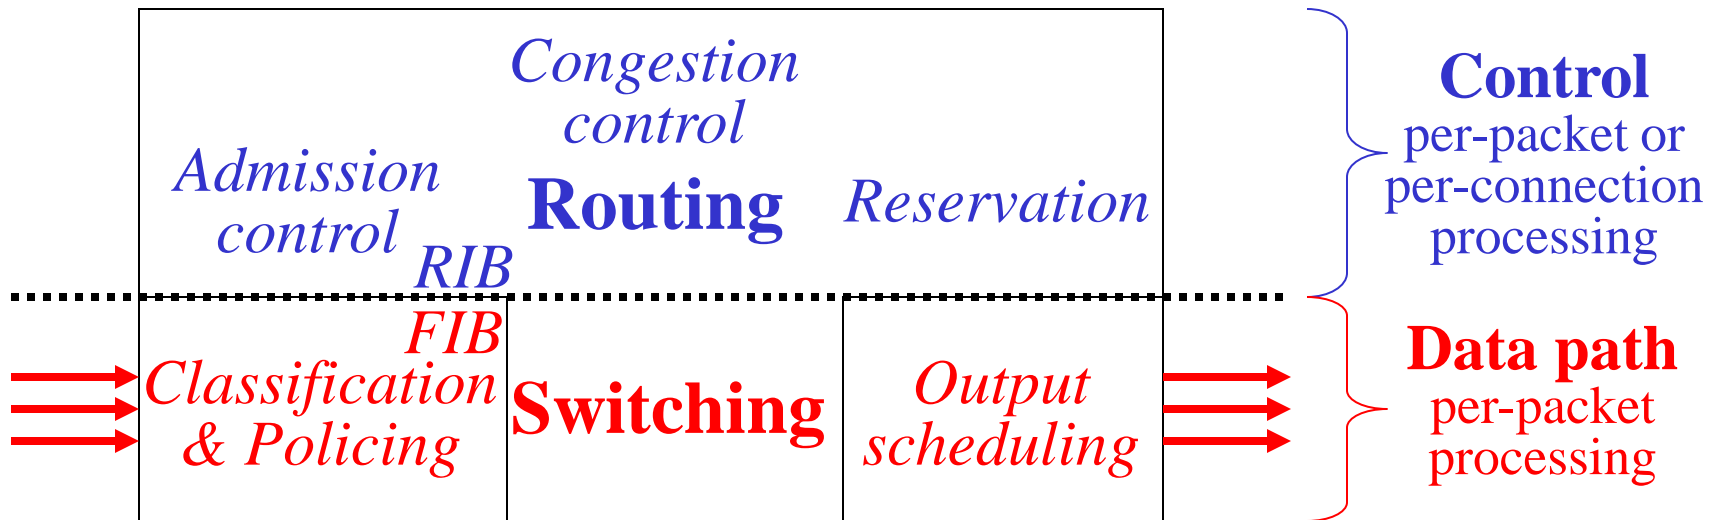 Congestion
control
Admission
control
Routing
Reservation
RIB
Control
per-packet or
per-connection
processing
FIB
Classification
& Policing
Switching
Output
scheduling
Data path
per-packet
processing